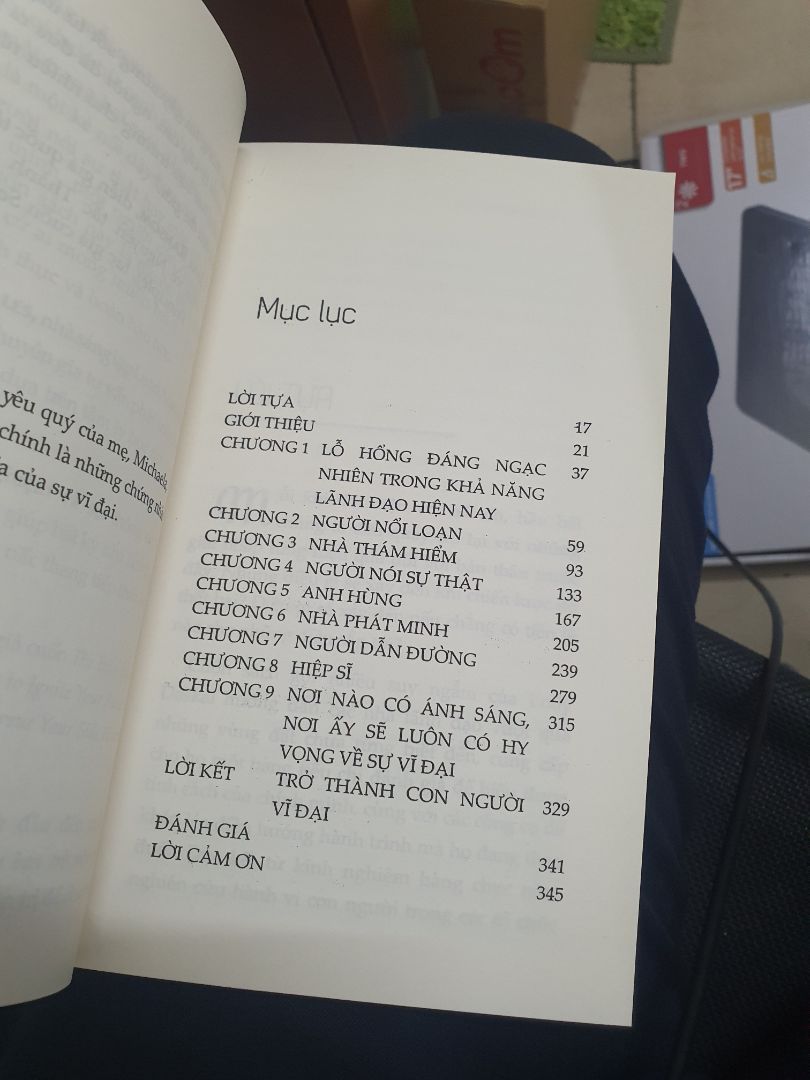 yêu quý của mẹ, Michaela,
chính là những chứng nhân
của sự vĩ đại.
Mục lục
LỜI TỰA 17
GIỚI THIỆU 21
CHƯƠNG 1 LỖ HỔNG ĐÁNG NGẠC 37
NHIÊN TRONG KHẢ NĂNG
LÃNH ĐẠO HIỆN NAY
CHƯƠNG 2 NGƯỜI NỔI LOẠN 59
CHƯƠNG 3 NHÀ THÁM HIỂM 93
CHƯƠNG 4 NGƯỜI NÓI SỰ THẬT 133
CHƯƠNG 5 ANH HÙNG 167
CHƯƠNG 6 NHÀ PHÁT MINH 205
CHƯƠNG 7 NGƯỜI DẪN ĐƯỜNG 239
CHƯƠNG 8 HIỆP SĨ 279
CHƯƠNG 9 NƠI NÀO CÓ ÁNH SÁNG, 315
NƠI ẤY SẼ LUÔN CÓ HY
VỌNG VỀ SỰ VĨ ĐẠI
LỜI KẾT TRỞ THÀNH CON NGƯỜI 329
VĨ ĐẠI
ĐÁNH GIÁ 341
LỜI CẢM ƠN 345
17"